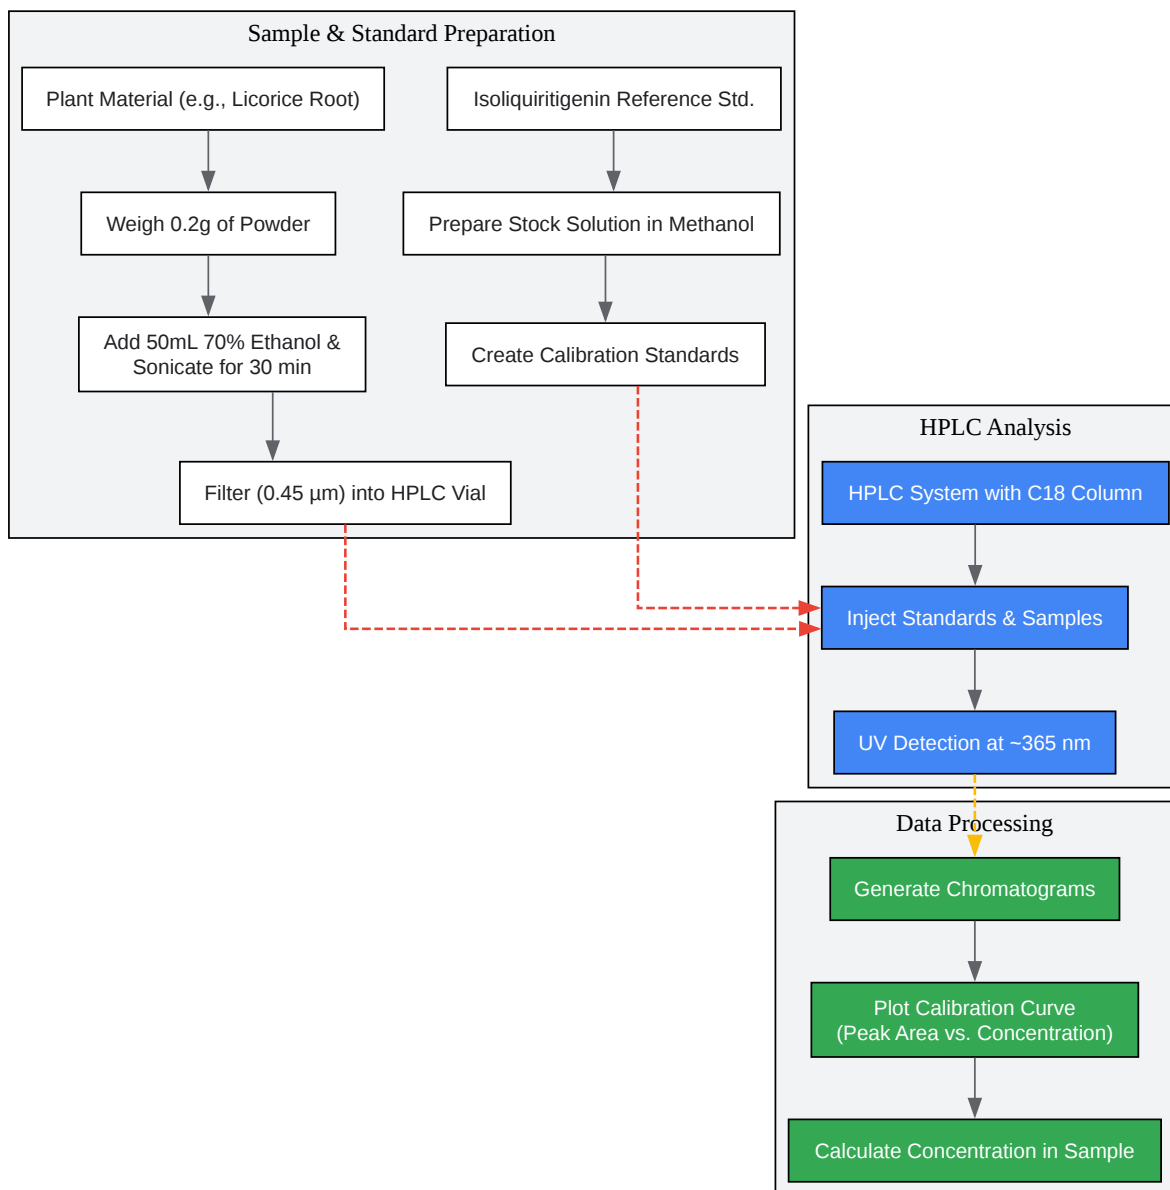 Sample & Standard Preparation
Plant Material (e.g., Licorice Root)
Isoliquiritigenin Reference Std.
Weigh 0.2g of Powder
Prepare Stock Solution in Methanol
Add 50mL 70% Ethanol &
Sonicate for 30 min
Create Calibration Standards
Filter (0.45 µm) into HPLC Vial
HPLC Analysis
HPLC System with C18 Column
Inject Standards & Samples
UV Detection at ~365 nm
Data Processing
Generate Chromatograms
Plot Calibration Curve
(Peak Area vs. Concentration)
Calculate Concentration in Sample